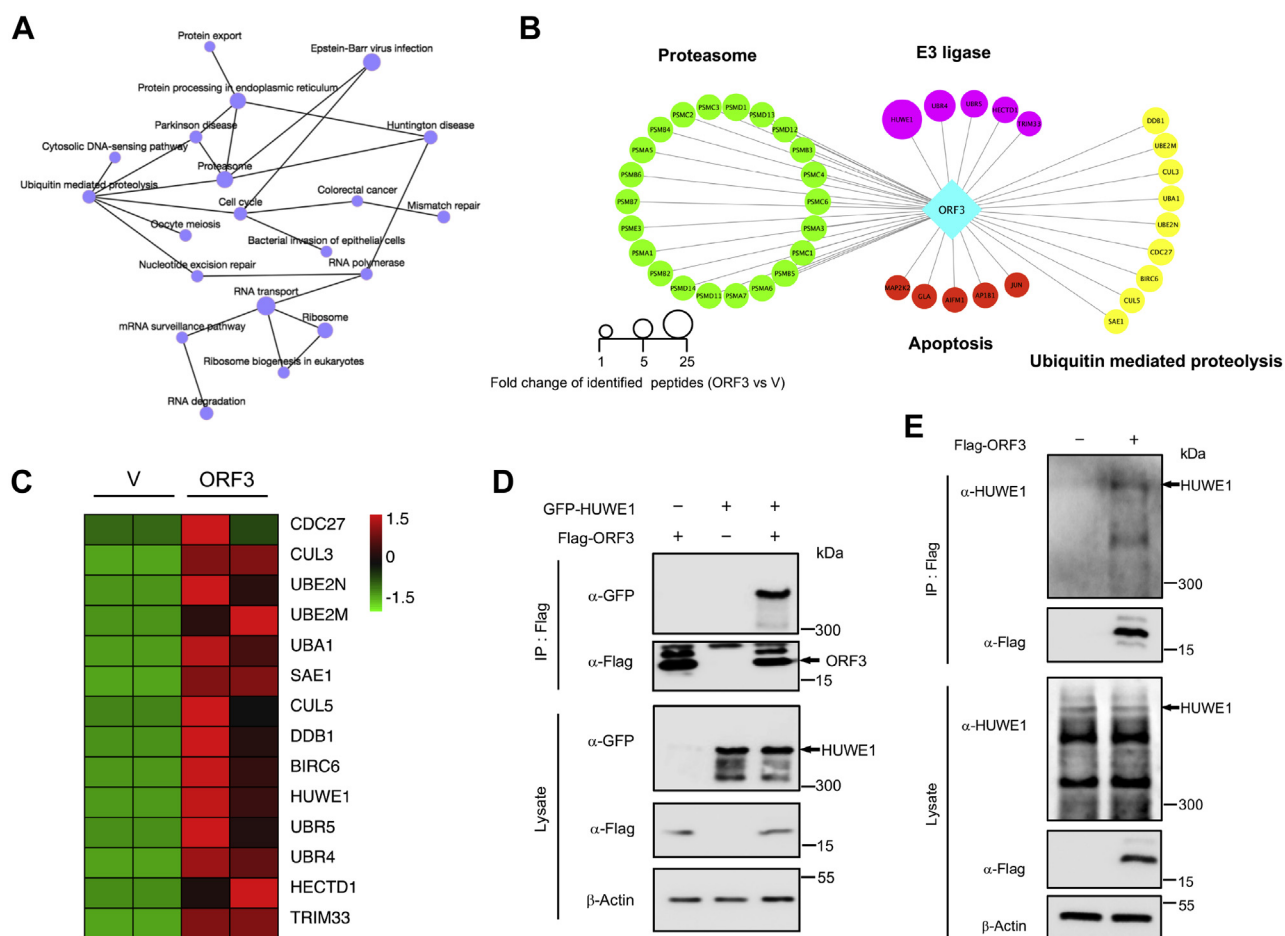 A
Protein export
Epstein-Barr virus infection
Protein processing in endoplasmic reticulum
Parkinson disease
Huntington disease
Cytosolic DNA-sensing pathway
Proteasome
Ubiquitin mediated proteolysis
Colorectal cancer
Cell cycle
Mismatch repair
Oocyte meiosis
Bacterial invasion of epithelial cells
Nucleotide excision repair
RNA polymerase
RNA transport
Ribosome
mRNA surveillance pathway
Ribosome biogenesis in eukaryotes
RNA degradation
B
Proteasome
PSMC3
PSMD1
PSMD13
PSMD12
PSMB3
PSMC4
PSMC6
PSMA3
PSMC1
PSMB5
PSMA6
PSMA7
PSMD11
PSMD14
PSMB2
PSMA1
PSME3
PSMB7
PSMB6
PSMA5
PSMB4
PSMC2
E3 ligase
HUWE1
UBR4
UBR5
HECTD1
TRIM33
ORF3
MAP2K2
GLA
AIFM1
AP1B1
JUN
Apoptosis
DDB1
UBE2M
CUL3
UBA1
UBE2N
CDC27
BIRC6
CUL5
SAE1
Ubiquitin mediated proteolysis
1 5 25
Fold change of identified peptides (ORF3 vs V)
C
V ORF3
CDC27
CUL3
UBE2N
UBE2M
UBA1
SAE1
CUL5
DDB1
BIRC6
HUWE1
UBR5
UBR4
HECTD1
TRIM33
1.5
0
-1.5
D
GFP-HUWE1 – + +
Flag-ORF3 + – +
kDa
IP : Flag
α-GFP
300
α-Flag
ORF3
15
Lysate
α-GFP
HUWE1
300
α-Flag
15
55
β-Actin
E
Flag-ORF3 – +
kDa
IP : Flag
α-HUWE1
HUWE1
300
α-Flag
15
Lysate
α-HUWE1
HUWE1
300
α-Flag
15
55
β-Actin